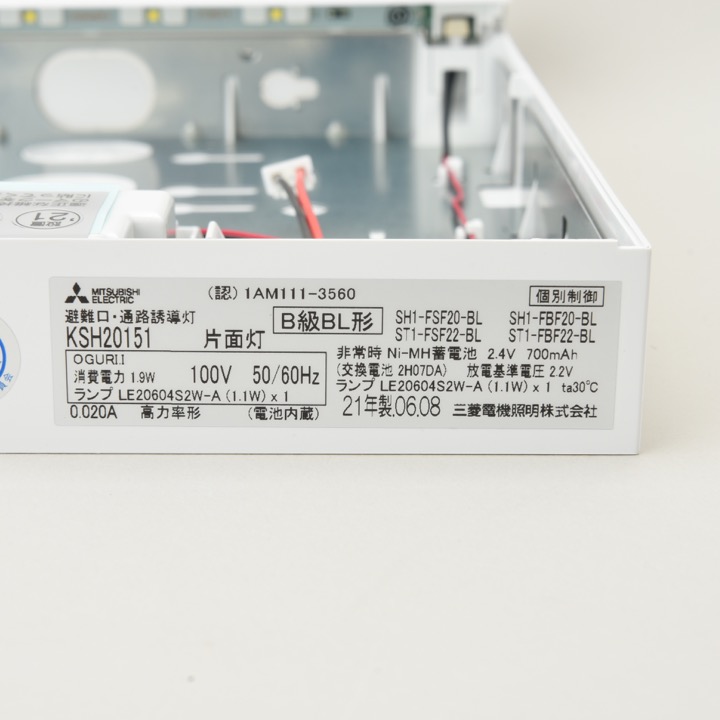 MITSUBISHI ELECTRIC (認) 1AM111-3560 個別制御
避難口・通路誘導灯
KSH20151 片面灯 B級BL形
SH1-FSF20-BL SH1-FBF20-BL
ST1-FSF22-BL ST1-FBF22-BL
OGURI.I
消費電力 1.9W 100V 50/60Hz
ランプ LE20604S2W-A (1.1W) x 1
0.020A 高力率形 (電池内蔵)
非常時 Ni-MH蓄電池 2.4V 700mAh
(交換電池 2H07DA) 放電基準電圧 2.2V
ランプ LE20604S2W-A (1.1W) x 1 ta30℃
21年製.06.08 三菱電機照明株式会社
SH1